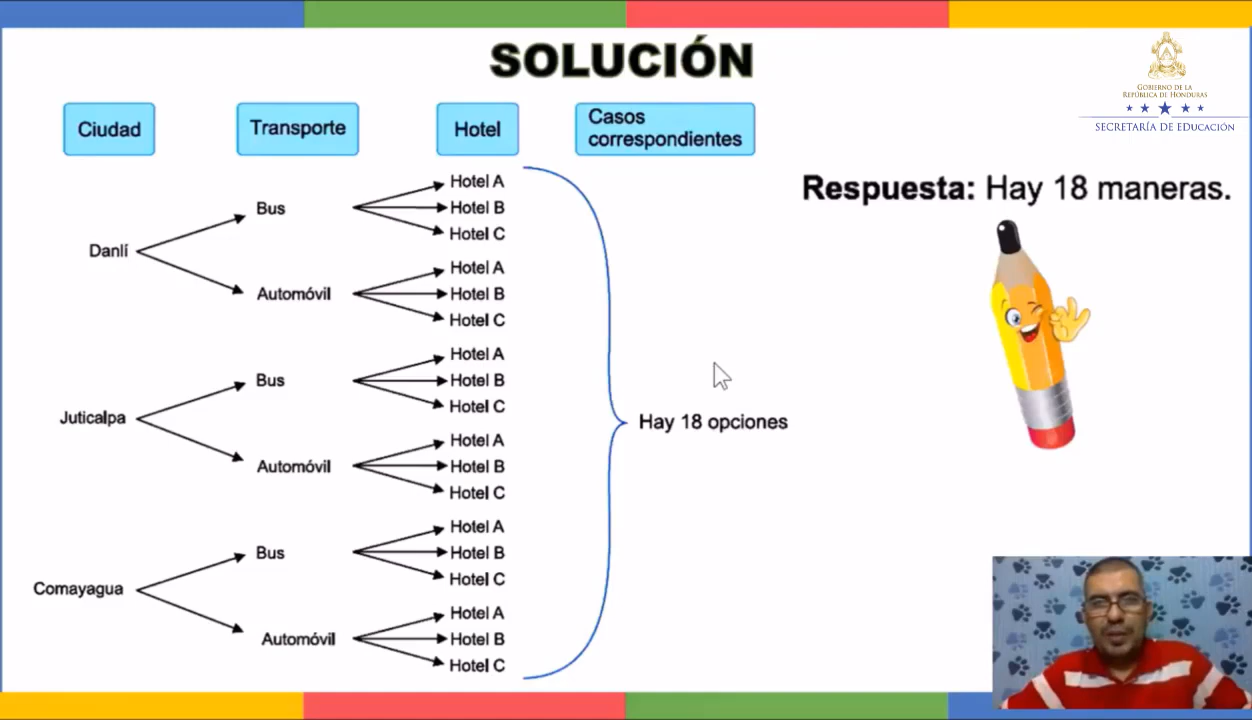 SOLUCIÓN
GOBIERNO DE LA
REPÚBLICA DE HONDURAS
SECRETARÍA DE EDUCACIÓN
Ciudad
Transporte
Hotel
Casos
correspondientes
Respuesta: Hay 18 maneras.
Danlí
Bus
Hotel A
Hotel B
Hotel C
Automóvil
Hotel A
Hotel B
Hotel C
Juticalpa
Bus
Hotel A
Hotel B
Hotel C
Automóvil
Hotel A
Hotel B
Hotel C
Comayagua
Bus
Hotel A
Hotel B
Hotel C
Automóvil
Hotel A
Hotel B
Hotel C
Hay 18 opciones